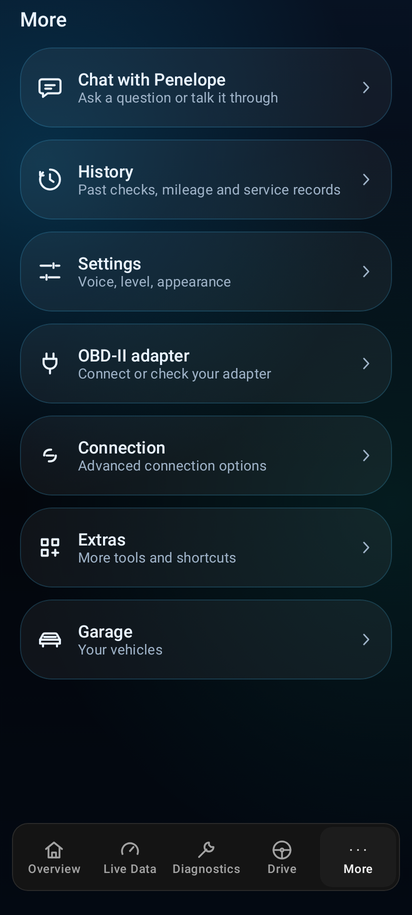 More
Chat with Penelope
Ask a question or talk it through
History
Past checks, mileage and service records
Settings
Voice, level, appearance
OBD-II adapter
Connect or check your adapter
Connection
Advanced connection options
Extras
More tools and shortcuts
Garage
Your vehicles
Overview
Live Data
Diagnostics
Drive
More